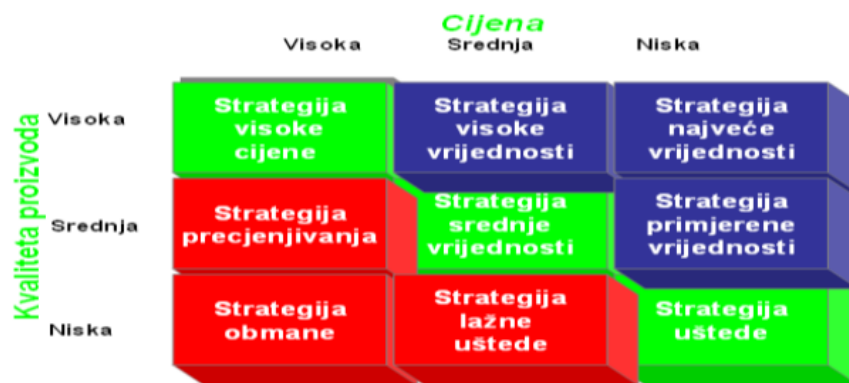 Cijena
Visoka Srednja Niska
Kvaliteta proizvoda
Visoka
Strategija
visoke
cijene
Strategija
visoke
vrijednosti
Strategija
najveće
vrijednosti
Srednja
Strategija
precjenjivanja
Strategija
srednje
vrijednosti
Strategija
primjerene
vrijednosti
Niska
Strategija
obmane
Strategija
lažne
uštede
Strategija
uštede